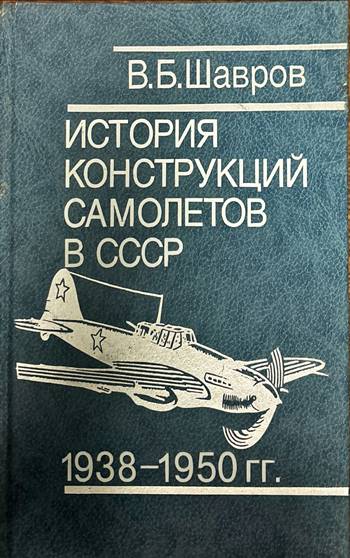 В.Б.Шавров
ИСТОРИЯ
КОНСТРУКЦИЙ
САМОЛЕТОВ
В СССР
1938–1950 гг.